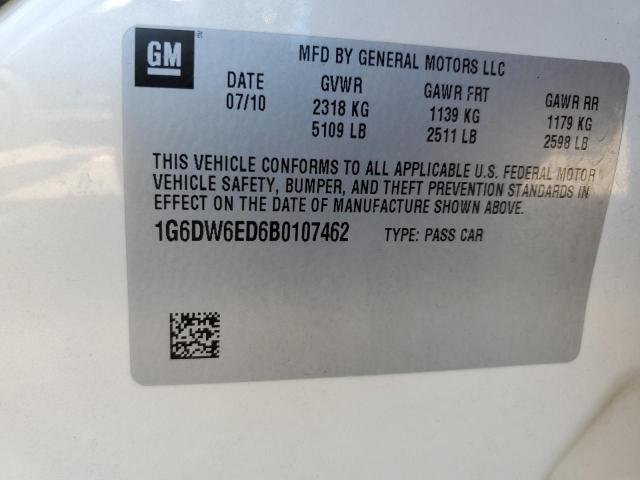 GM
MFD BY GENERAL MOTORS LLC
DATE GVWR GAWR FRT GAWR RR
07/10 2318 KG 1139 KG 1179 KG
5109 LB 2511 LB 2598 LB
THIS VEHICLE CONFORMS TO ALL APPLICABLE U.S. FEDERAL MOTOR
VEHICLE SAFETY, BUMPER, AND THEFT PREVENTION STANDARDS IN
EFFECT ON THE DATE OF MANUFACTURE SHOWN ABOVE.
1G6DW6ED6B0107462 TYPE: PASS CAR